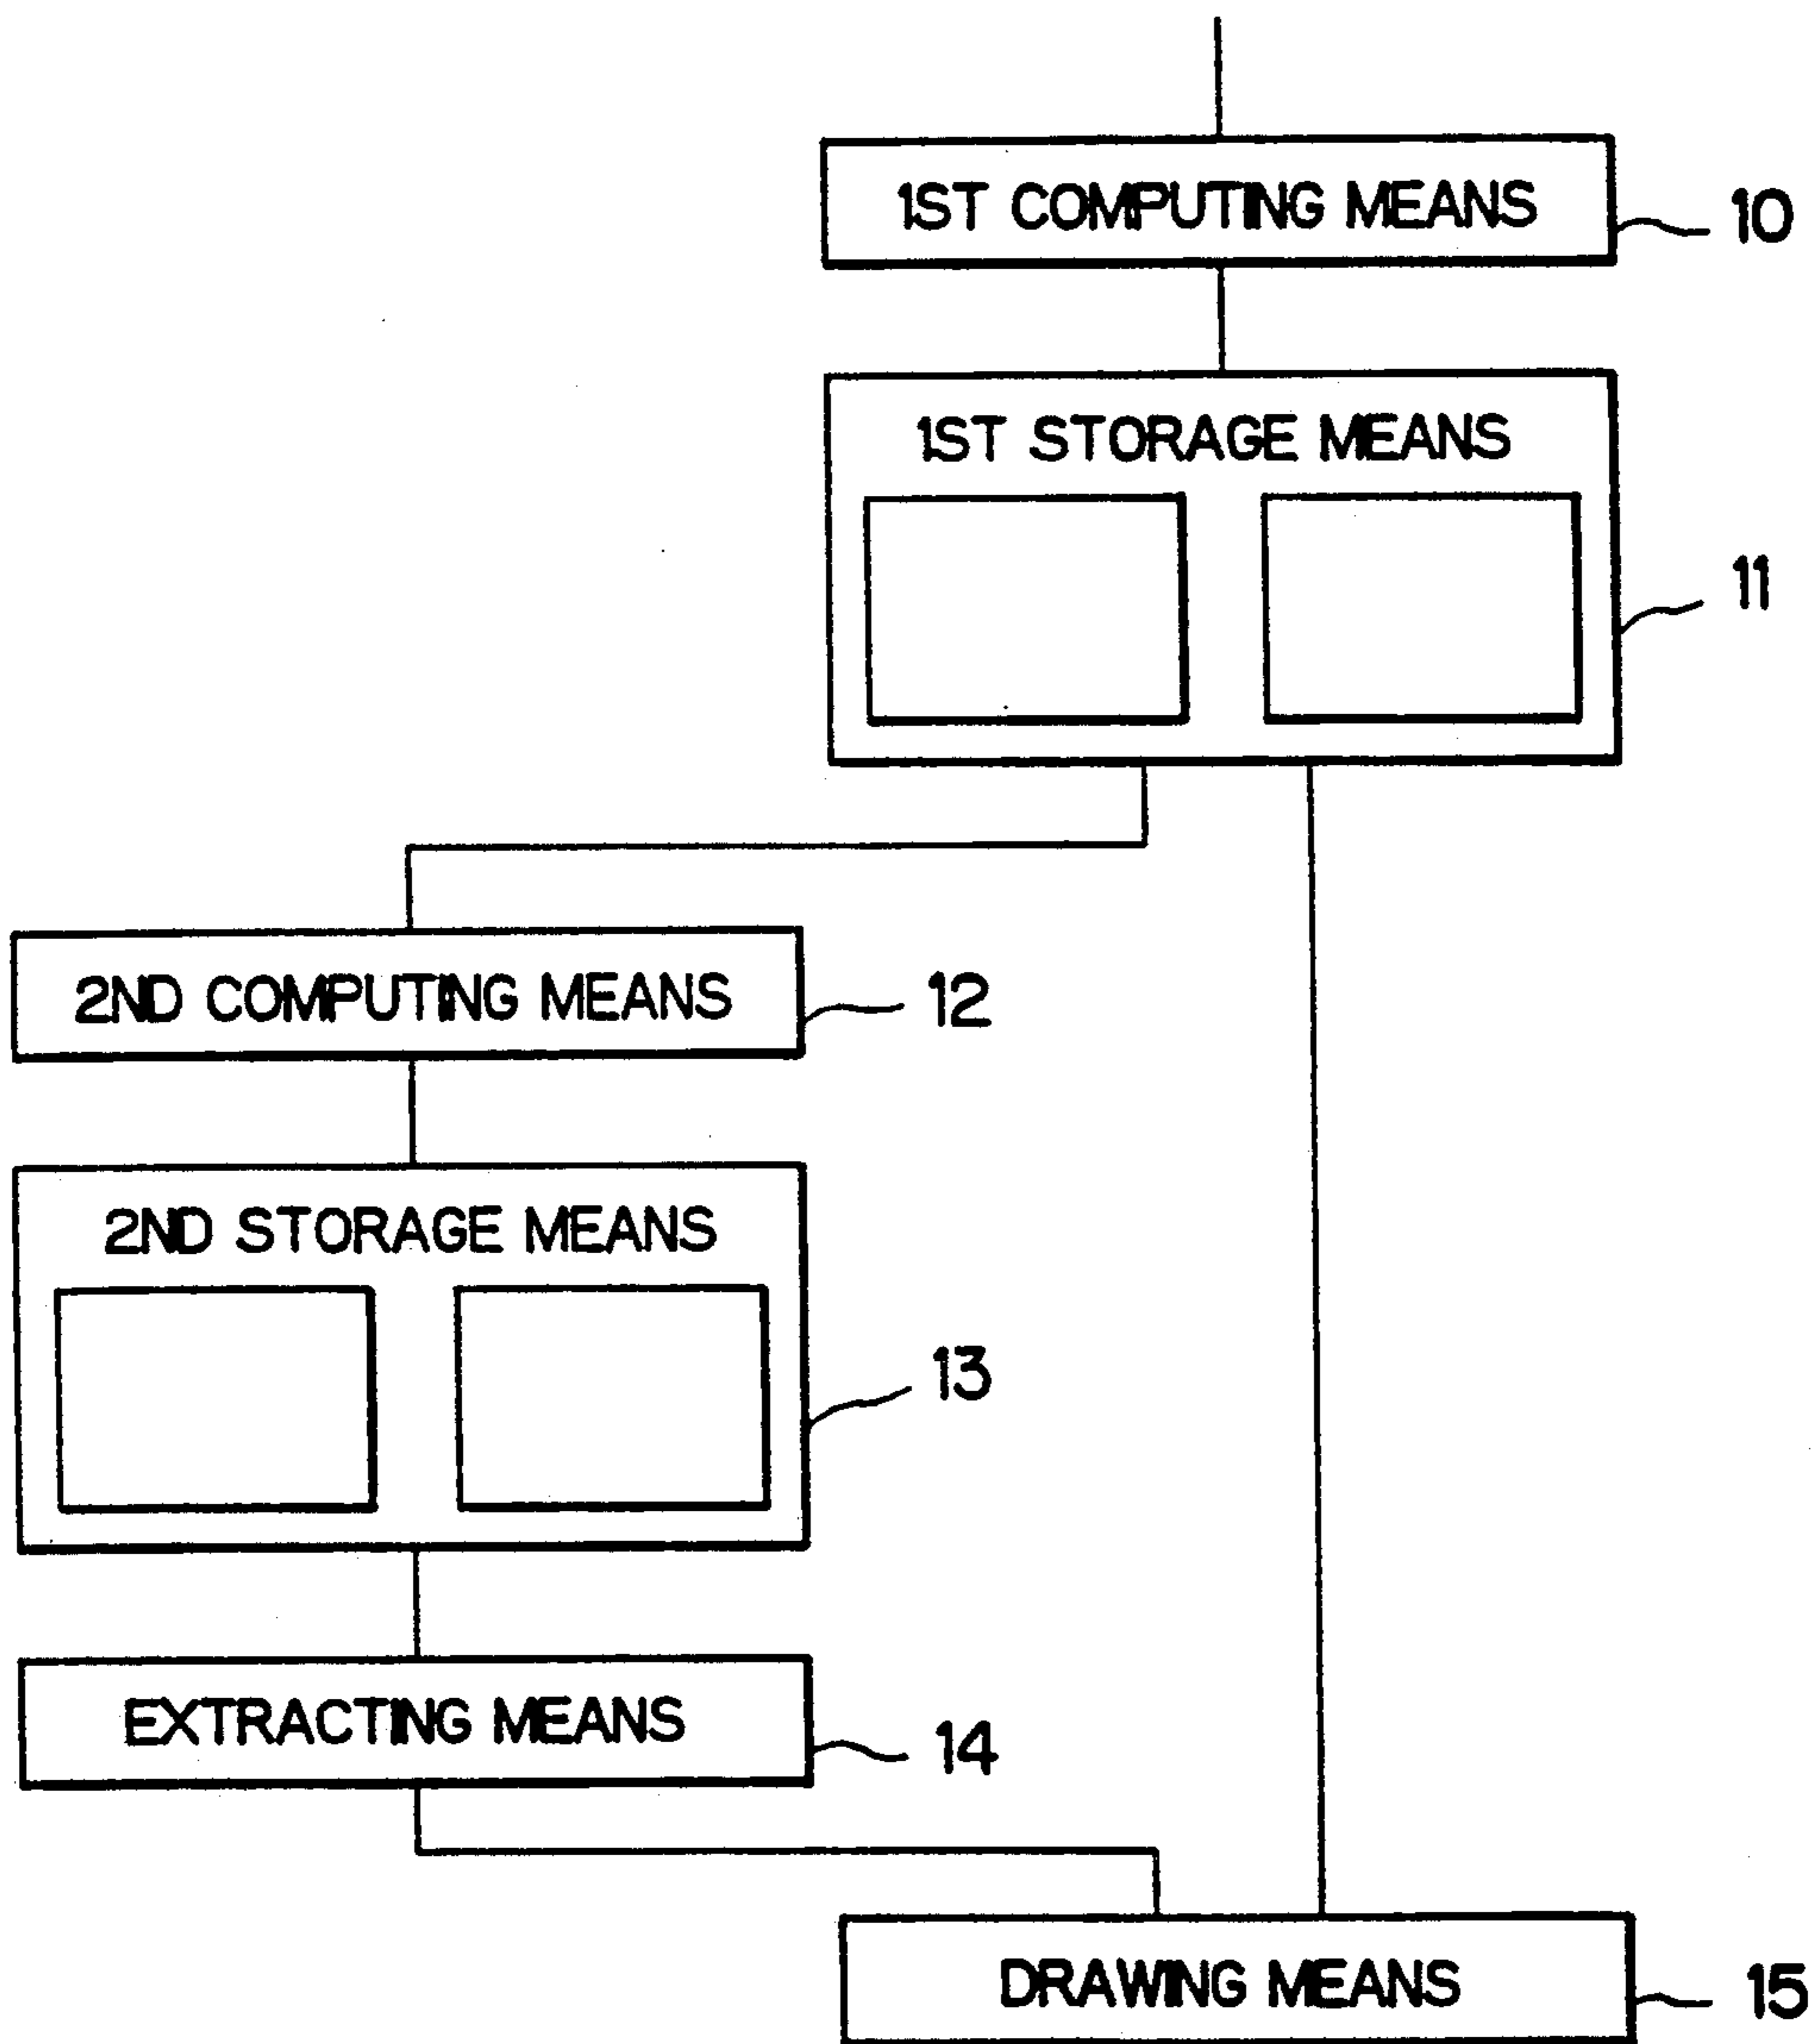 1ST COMPUTING MEANS
10
1ST STORAGE MEANS
11
2ND COMPUTING MEANS
12
2ND STORAGE MEANS
13
EXTRACTING MEANS
14
DRAWING MEANS
15